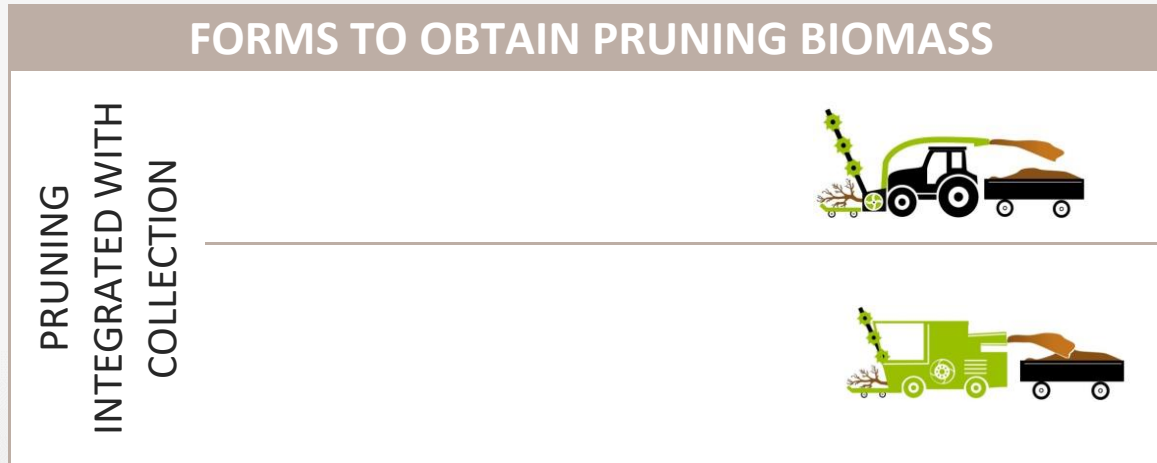 FORMS TO OBTAIN PRUNING BIOMASS
PRUNING
INTEGRATED WITH
COLLECTION